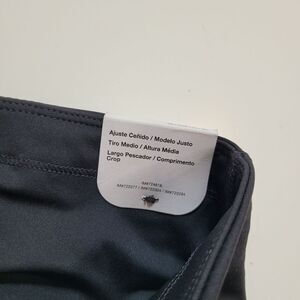 Ajuste Ceñido / Modelo Justo
Tiro Medio / Altura Média
Largo Pescador / Comprimento
Crop